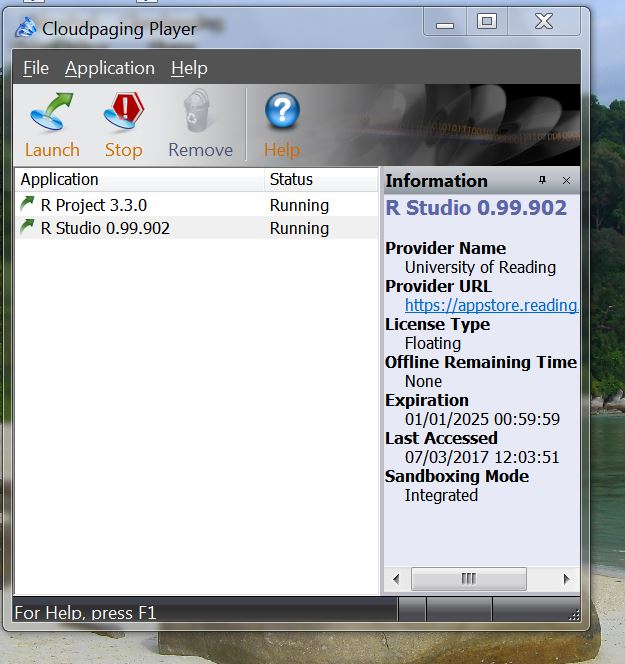 Cloudpaging Player
File Application Help
Launch Stop Remove Help
Application Status
R Project 3.3.0 Running
R Studio 0.99.902 Running
Information
R Studio 0.99.902
Provider Name
University of Reading
Provider URL
https://appstore.reading.
License Type
Floating
Offline Remaining Time
None
Expiration
01/01/2025 00:59:59
Last Accessed
07/03/2017 12:03:51
Sandboxing Mode
Integrated
For Help, press F1